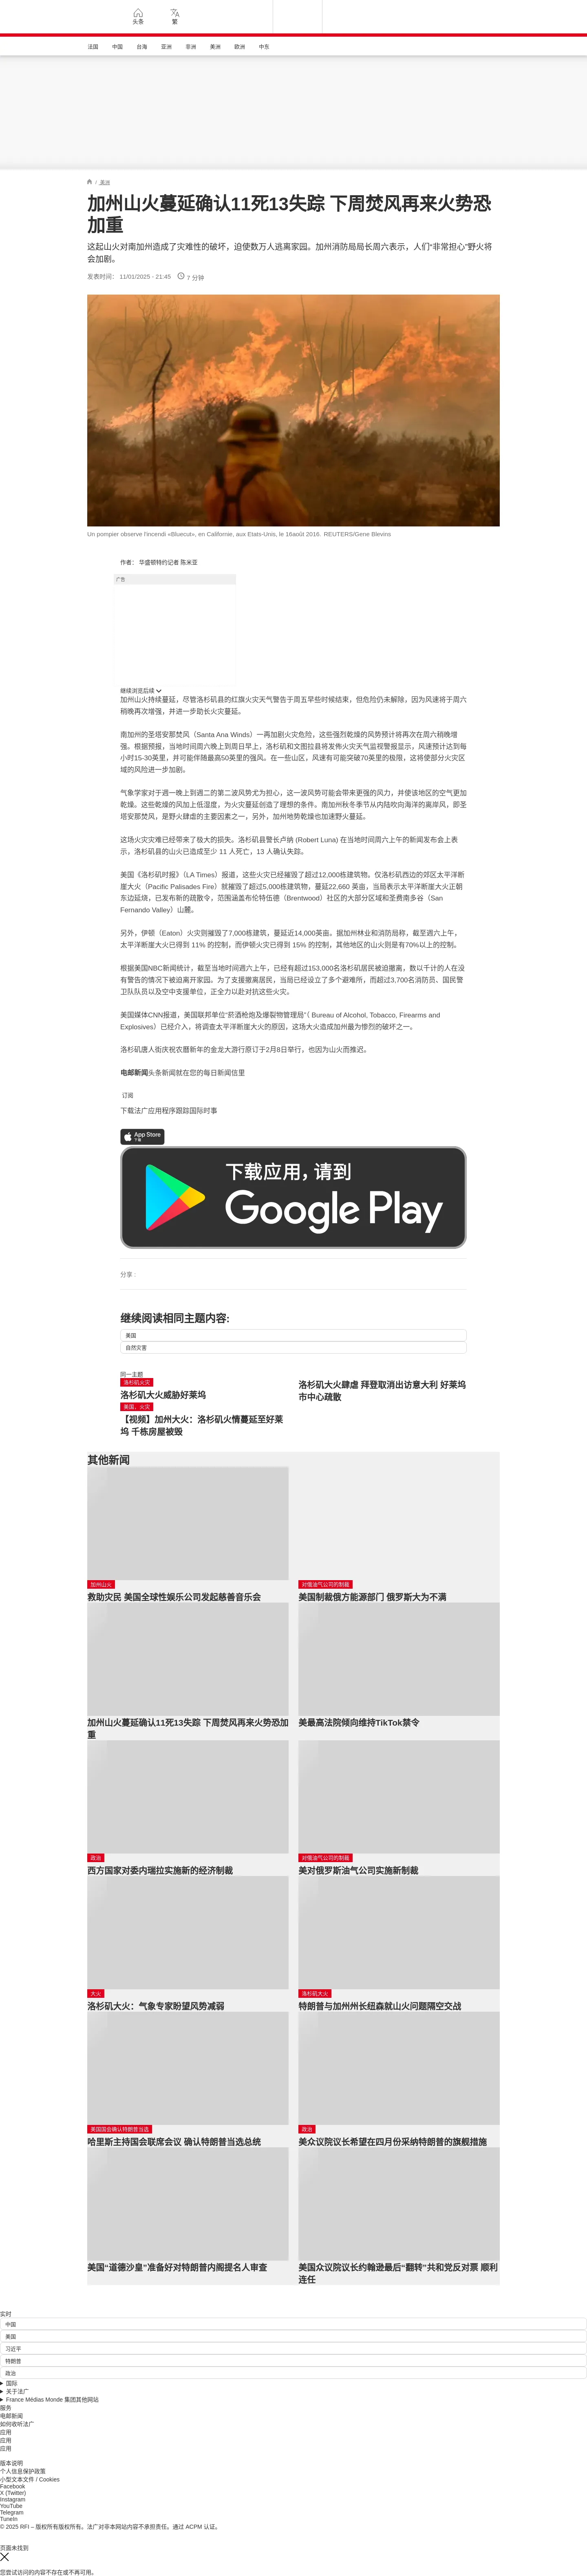 头条
繁
法国
中国
台海
亚洲
非洲
美洲
欧洲
中东
/ 美洲
加州山火蔓延确认11死13失踪 下周焚风再来火势恐
加重
这起山火对南加州造成了灾难性的破坏，迫使数万人逃离家园。加州消防局局长周六表示，人们“非常担心”野火将
会加剧。
发表时间： 11/01/2025 - 21:45 7 分钟
Un pompier observe l'incendi «Bluecut», en Californie, aux Etats-Unis, le 16août 2016. REUTERS/Gene Blevins
作者： 华盛顿特约记者 陈米亚
广告
继续浏览后续
加州山火持续蔓延，尽管洛杉矶县的红旗火灾天气警告于周五早些时候结束，但危险仍未解除，因为风速将于周六
稍晚再次增强，并进一步助长火灾蔓延。
南加州的圣塔安那焚风（Santa Ana Winds）一再加剧火灾危险，这些强烈乾燥的风势预计将再次在周六稍晚增
强。根据预报，当地时间周六晚上到周日早上，洛杉矶和文图拉县将发佈火灾天气监视警报显示，风速预计达到每
小时15-30英里，并可能伴随最高50英里的强风。在一些山区，风速有可能突破70英里的极限，这将使部分火灾区
域的风险进一步加剧。
气象学家对于週一晚上到週二的第二波风势尤为担心，这一波风势可能会带来更强的风力，并使该地区的空气更加
乾燥。这些乾燥的风加上低湿度，为火灾蔓延创造了理想的条件。南加州秋冬季节从内陆吹向海洋的离岸风，即圣
塔安那焚风，是野火肆虐的主要因素之一，另外，加州地势乾燥也加速野火蔓延。
这场火灾灾难已经带来了极大的损失。洛杉矶县警长卢纳 (Robert Luna) 在当地时间周六上午的新闻发布会上表
示，洛杉矶县的山火已造成至少 11 人死亡，13 人确认失踪。
美国《洛杉矶时报》（LA Times）报道，这些火灾已经摧毁了超过12,000栋建筑物。仅洛杉矶西边的郊区太平洋断
崖大火（Pacific Palisades Fire）就摧毁了超过5,000栋建筑物，蔓延22,660 英亩，当局表示太平洋断崖大火正朝
东边延烧，已发布新的疏散令，范围涵盖布伦特伍德（Brentwood）社区的大部分区域和圣费南多谷（San
Fernando Valley）山麓。
另外，伊顿（Eaton）火灾则摧毁了7,000栋建筑，蔓延近14,000英亩。据加州林业和消防局称，截至週六上午，
太平洋断崖大火已得到 11% 的控制，而伊顿火灾已得到 15% 的控制，其他地区的山火则是有70%以上的控制。
根据美国NBC新闻统计，截至当地时间週六上午，已经有超过153,000名洛杉矶居民被迫撤离，数以千计的人在没
有警告的情况下被迫离开家园。为了支援撤离居民，当局已经设立了多个避难所，而超过3,700名消防员、国民警
卫队队员以及空中支援单位，正全力以赴对抗这些火灾。
美国媒体CNN报道，美国联邦单位“菸酒枪炮及爆裂物管理局”（ Bureau of Alcohol, Tobacco, Firearms and
Explosives）已经介入，将调查太平洋断崖大火的原因，这场大火造成加州最为惨烈的破坏之一。
洛杉矶唐人街庆祝农曆新年的金龙大游行原订于2月8日举行，也因为山火而推迟。
电邮新闻头条新闻就在您的每日新闻信里
订阅
下载法广应用程序跟踪国际时事
App Store
下载
下载应用，请到
Google Play
分享 :
继续阅读相同主题内容:
美国
自然灾害
同一主题
洛杉矶火灾
洛杉矶大火威胁好莱坞
洛杉矶大火肆虐 拜登取消出访意大利 好莱坞
市中心疏散
美国、火灾
【视频】加州大火：洛杉矶火情蔓延至好莱
坞 千栋房屋被毁
其他新闻
加州山火
救助灾民 美国全球性娱乐公司发起慈善音乐会
对俄油气公司的制裁
美国制裁俄方能源部门 俄罗斯大为不满
加州山火蔓延确认11死13失踪 下周焚风再来火势恐加
重
美最高法院倾向维持TikTok禁令
政治
西方国家对委内瑞拉实施新的经济制裁
对俄油气公司的制裁
美对俄罗斯油气公司实施新制裁
大火
洛杉矶大火：气象专家盼望风势减弱
洛杉矶大火
特朗普与加州州长纽森就山火问题隔空交战
美国国会确认特朗普当选
哈里斯主持国会联席会议 确认特朗普当选总统
政治
美众议院议长希望在四月份采纳特朗普的旗舰措施
美国“道德沙皇”准备好对特朗普内阁提名人审查
美国众议院议长约翰逊最后“翻转”共和党反对票 顺利
连任
实时
中国
美国
习近平
特朗普
政治
国际
关于法广
France Médias Monde 集团其他网站
服务
电邮新闻
如何收听法广
应用
应用
应用
版本说明
个人信息保护政策
小型文本文件 / Cookies
Facebook
X (Twitter)
Instagram
YouTube
Telegram
TuneIn
© 2025 RFI – 版权所有版权所有。法广对非本网站内容不承担责任。通过 ACPM 认证。
页面未找到
您尝试访问的内容不存在或不再可用。